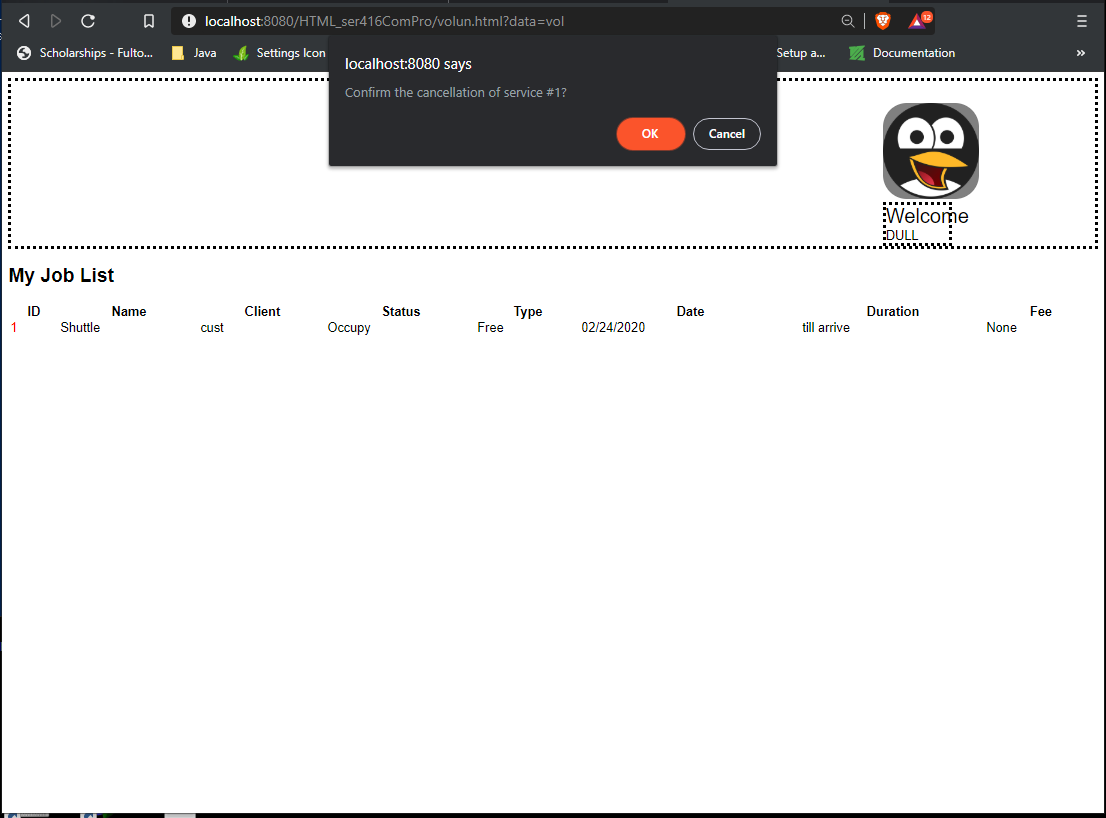 localhost:8080/HTML_ser416ComPro/volun.html?data=vol
12
Scholarships - Fulto... Java Settings Icon Setup a... Documentation »
localhost:8080 says
Confirm the cancellation of service #1?
OK Cancel
Welcome
DULL
My Job List
ID Name Client Status Type Date Duration Fee
1 Shuttle cust Occupy Free 02/24/2020 till arrive None